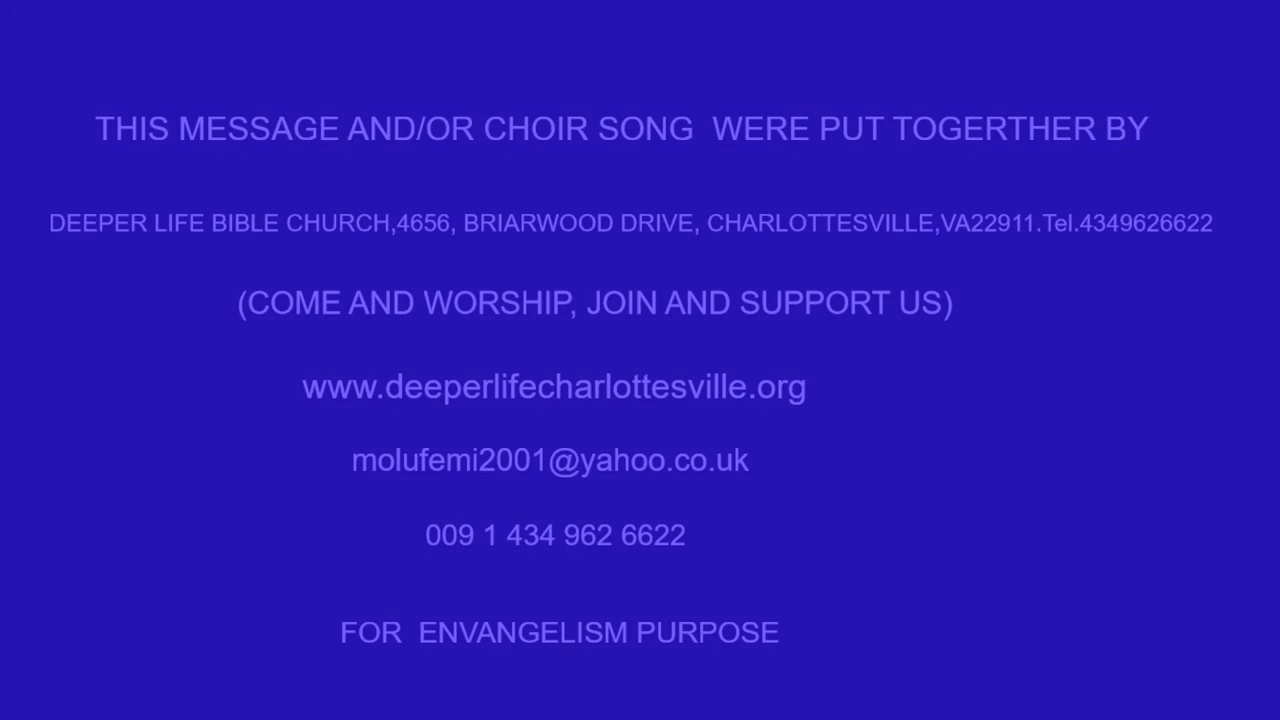 THIS MESSAGE AND/OR CHOIR SONG  WERE PUT TOGERTHER BY
DEEPER LIFE BIBLE CHURCH,4656, BRIARWOOD DRIVE, CHARLOTTESVILLE,VA22911.Tel.4349626622
(COME AND WORSHIP, JOIN AND SUPPORT US)
www.deeperlifecharlottesville.org
molufemi2001@yahoo.co.uk
009 1 434 962 6622
FOR  ENVANGELISM PURPOSE